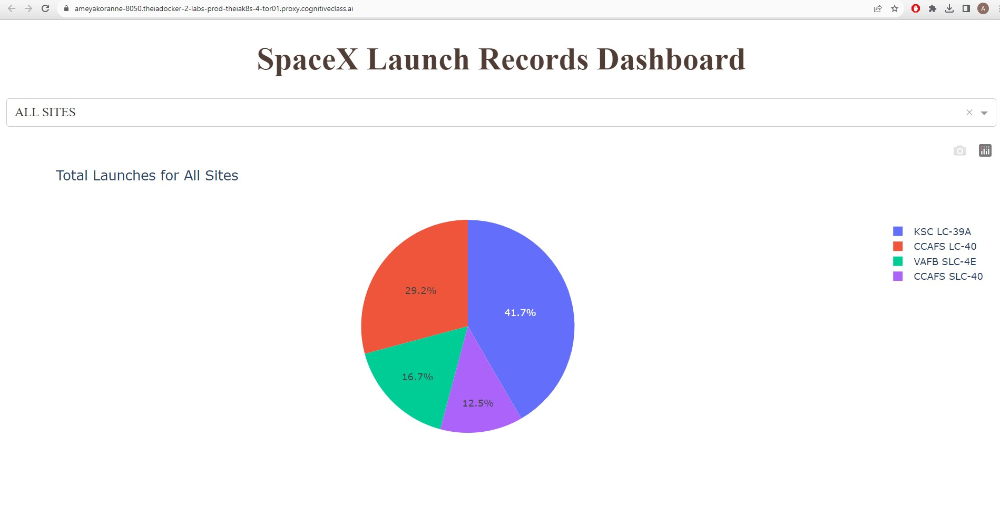 ameyakoranne-8050.theiadocker-2-labs-prod-theiak8s-4-tor01.proxy.cognitiveclass.ai
A
SpaceX Launch Records Dashboard
ALL SITES
Total Launches for All Sites
KSC LC-39A
CCAFS LC-40
VAFB SLC-4E
CCAFS SLC-40
29.2%
41.7%
16.7%
12.5%